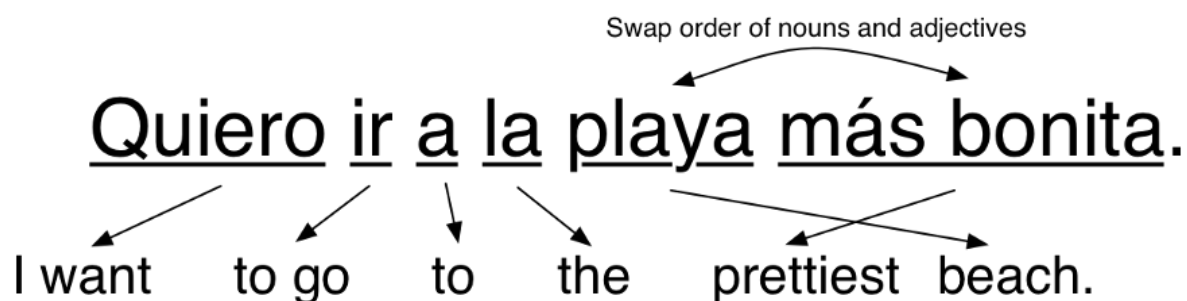 Swap order of nouns and adjectives
Quiero ir a la playa más bonita.
I want to go to the prettiest beach.